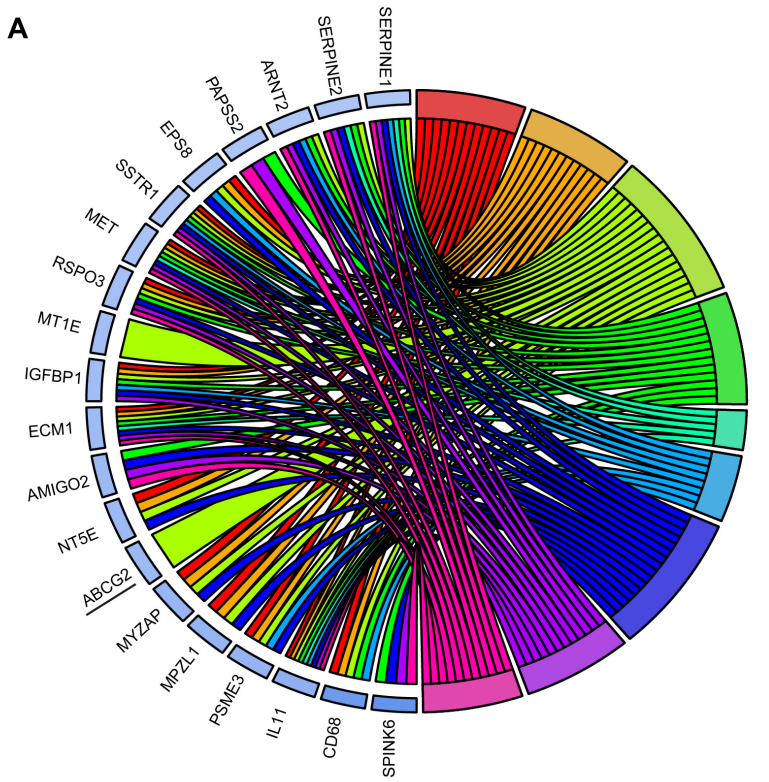 A
SERPINE1
SERPINE2
ARNT2
PAPSS2
EPS8
SSTR1
MET
RSPO3
MT1E
IGFBP1
ECM1
AMIGO2
NT5E
ABCG2
MYZAP
MPZL1
PSME3
IL11
CD68
SPINK6